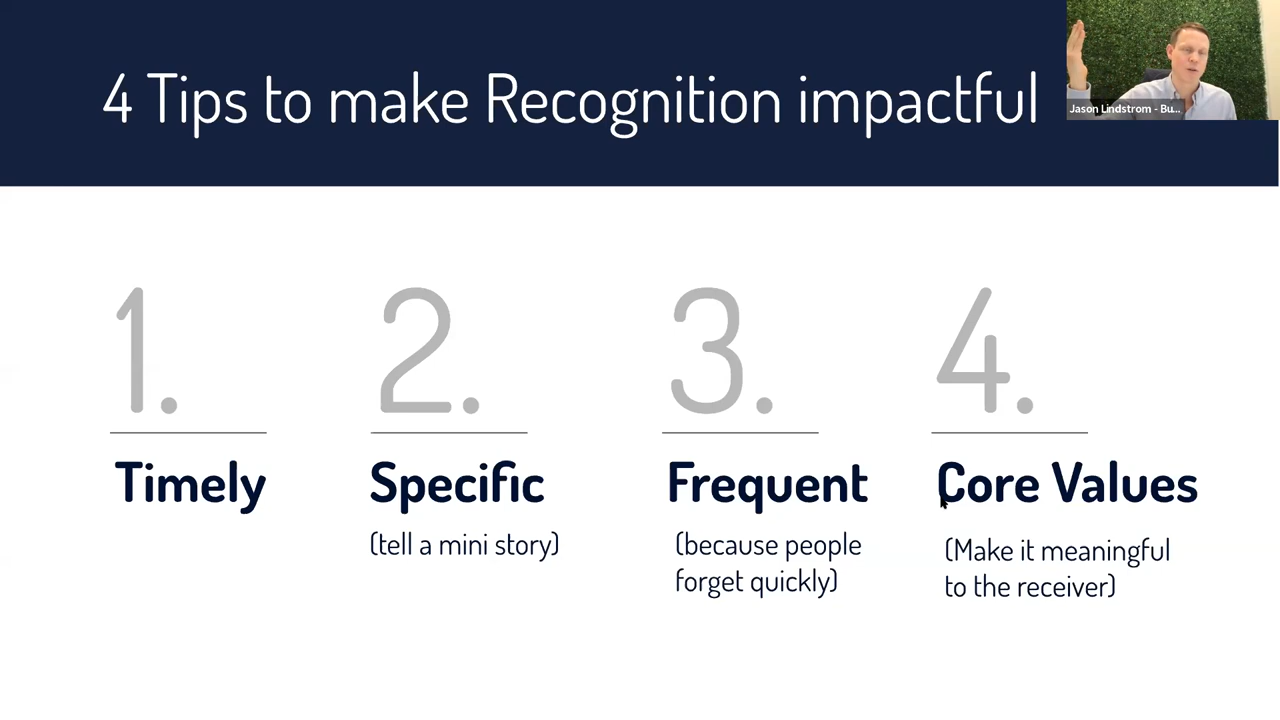 4 Tips to make Recognition impactful
Jason Lindstrom - Bu...
1.
Timely
2.
Specific
(tell a mini story)
3.
Frequent
(because people
forget quickly)
4.
Core Values
(Make it meaningful
to the receiver)